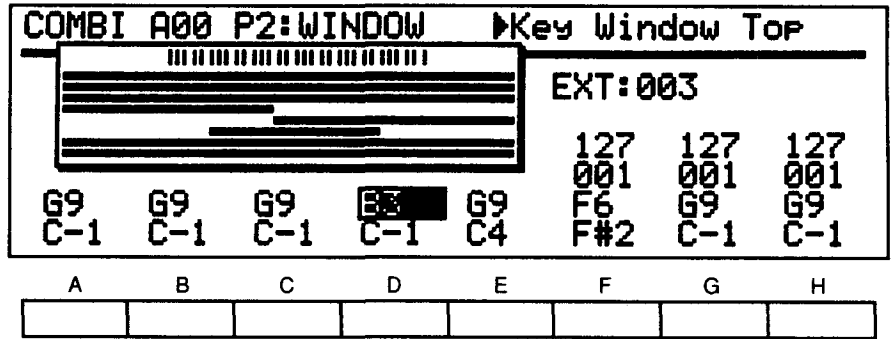 COMBI A00 P2:WINDOW ▶Key Window Top
EXT:003
127 127 127
001 001 001
G9 G9 G9 B3 G9 F6 G9 G9
C-1 C-1 C-1 C-1 C4 F#2 C-1 C-1
A B C D E F G H